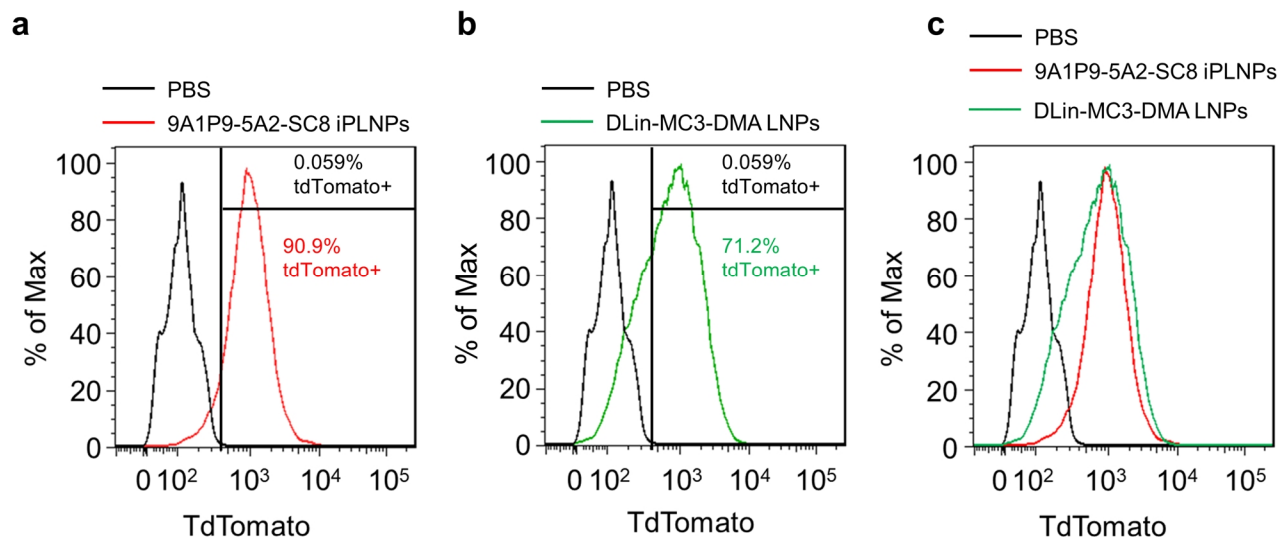 a
PBS
9A1P9-5A2-SC8 iPLNPs
% of Max
100
80
60
40
20
0
0.059%
tdTomato+
90.9%
tdTomato+
0 10² 10³ 10⁴ 10⁵
TdTomato
b
PBS
DLin-MC3-DMA LNPs
% of Max
100
80
60
40
20
0
0.059%
tdTomato+
71.2%
tdTomato+
0 10² 10³ 10⁴ 10⁵
TdTomato
c
PBS
9A1P9-5A2-SC8 iPLNPs
DLin-MC3-DMA LNPs
% of Max
100
80
60
40
20
0
0 10² 10³ 10⁴ 10⁵
TdTomato